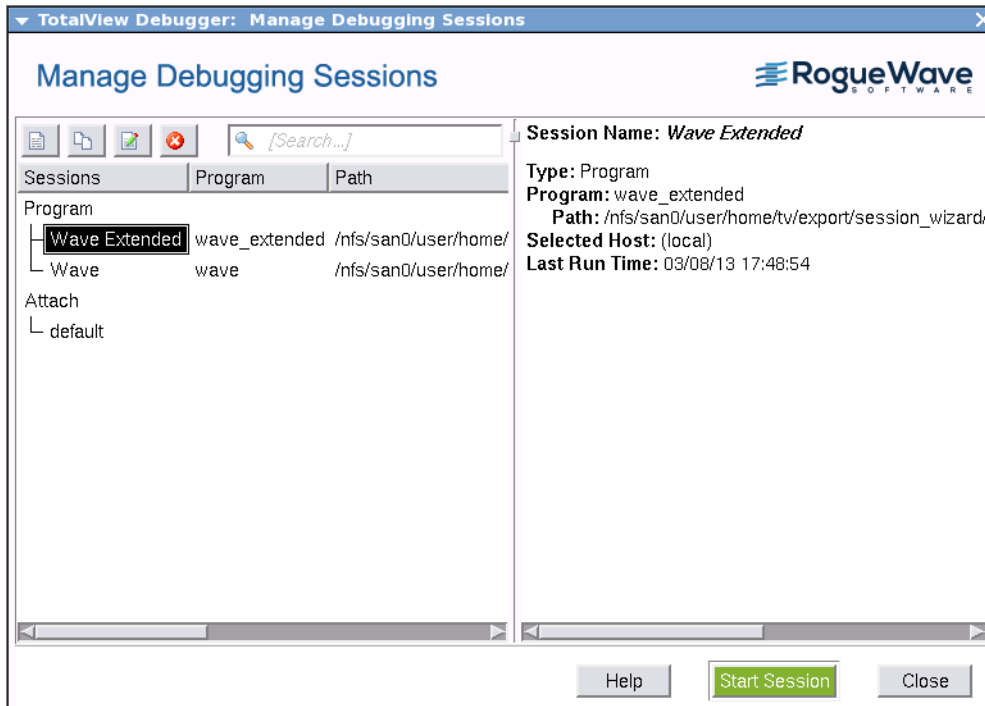 TotalView Debugger: Manage Debugging Sessions
Manage Debugging Sessions
RogueWave
SOFTWARE
[Search...]
Sessions Program Path
Program
Wave Extended wave_extended /nfs/san0/user/home/
Wave wave /nfs/san0/user/home/
Attach
default
Session Name: Wave Extended
Type: Program
Program: wave_extended
Path: /nfs/san0/user/home/tv/export/session_wizard/
Selected Host: (local)
Last Run Time: 03/08/13 17:48:54
Help Start Session Close